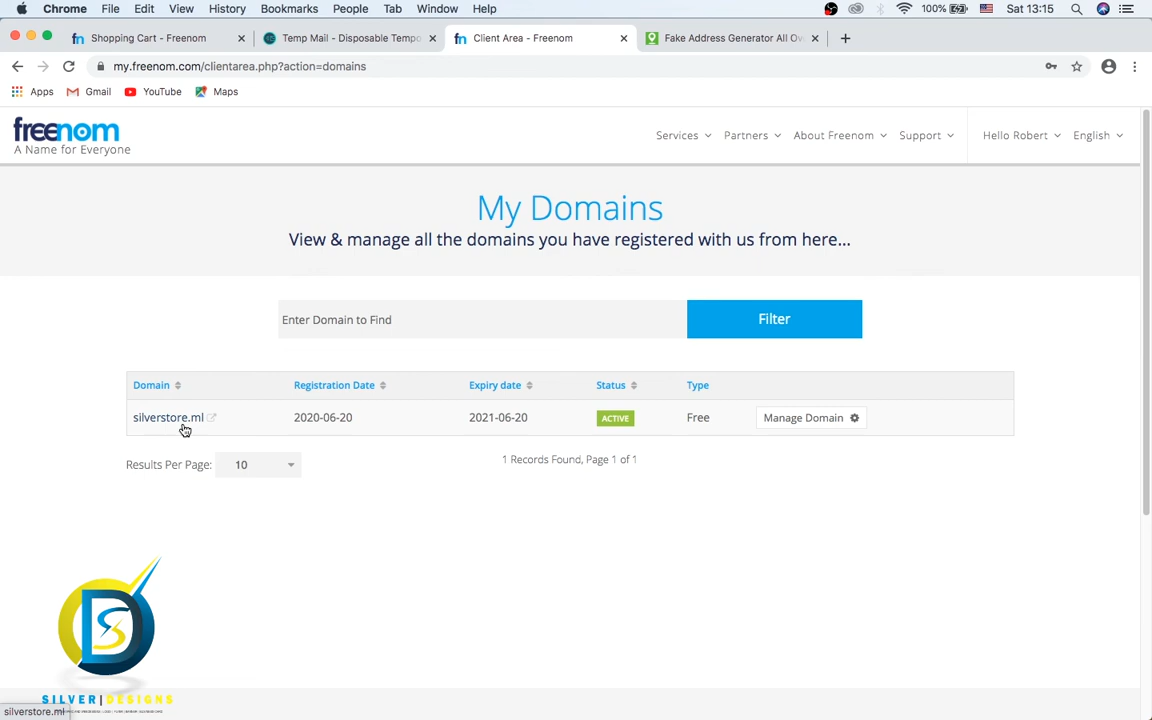 Chrome File Edit View History Bookmarks People Tab Window Help 100% Sat 13:15
Shopping Cart - Freenom Temp Mail - Disposable Tempo Client Area - Freenom Fake Address Generator All Ov
my.freenom.com/clientarea.php?action=domains
Apps Gmail YouTube Maps
freenom
A Name for Everyone
Services Partners About Freenom Support Hello Robert English
My Domains
View & manage all the domains you have registered with us from here...
Enter Domain to Find Filter
Domain Registration Date Expiry date Status Type
silverstore.ml 2020-06-20 2021-06-20 ACTIVE Free Manage Domain
Results Per Page: 10 1 Records Found, Page 1 of 1
SILVER|DESIGNS
silverstore.ml